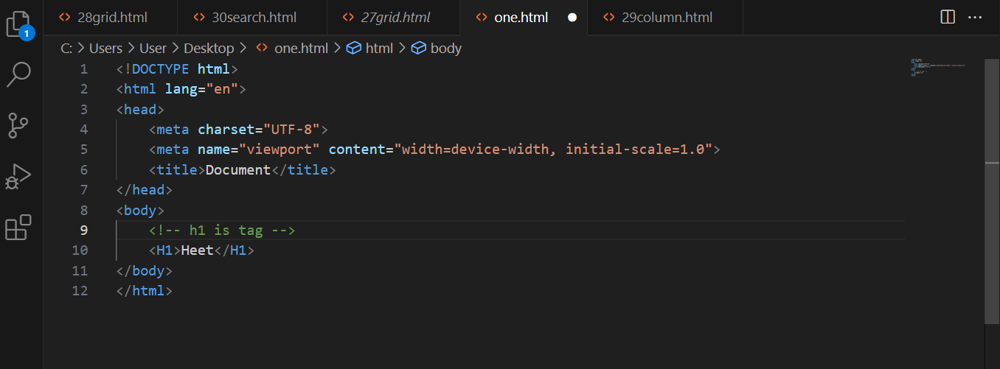 28grid.html 30search.html 27grid.html one.html 29column.html
1
C: > Users > User > Desktop > one.html > html > body
1 <!DOCTYPE html>
2 <html lang="en">
3 <head>
4     <meta charset="UTF-8">
5     <meta name="viewport" content="width=device-width, initial-scale=1.0">
6     <title>Document</title>
7 </head>
8 <body>
9     <!-- h1 is tag -->
10     <H1>Heet</H1>
11 </body>
12 </html>